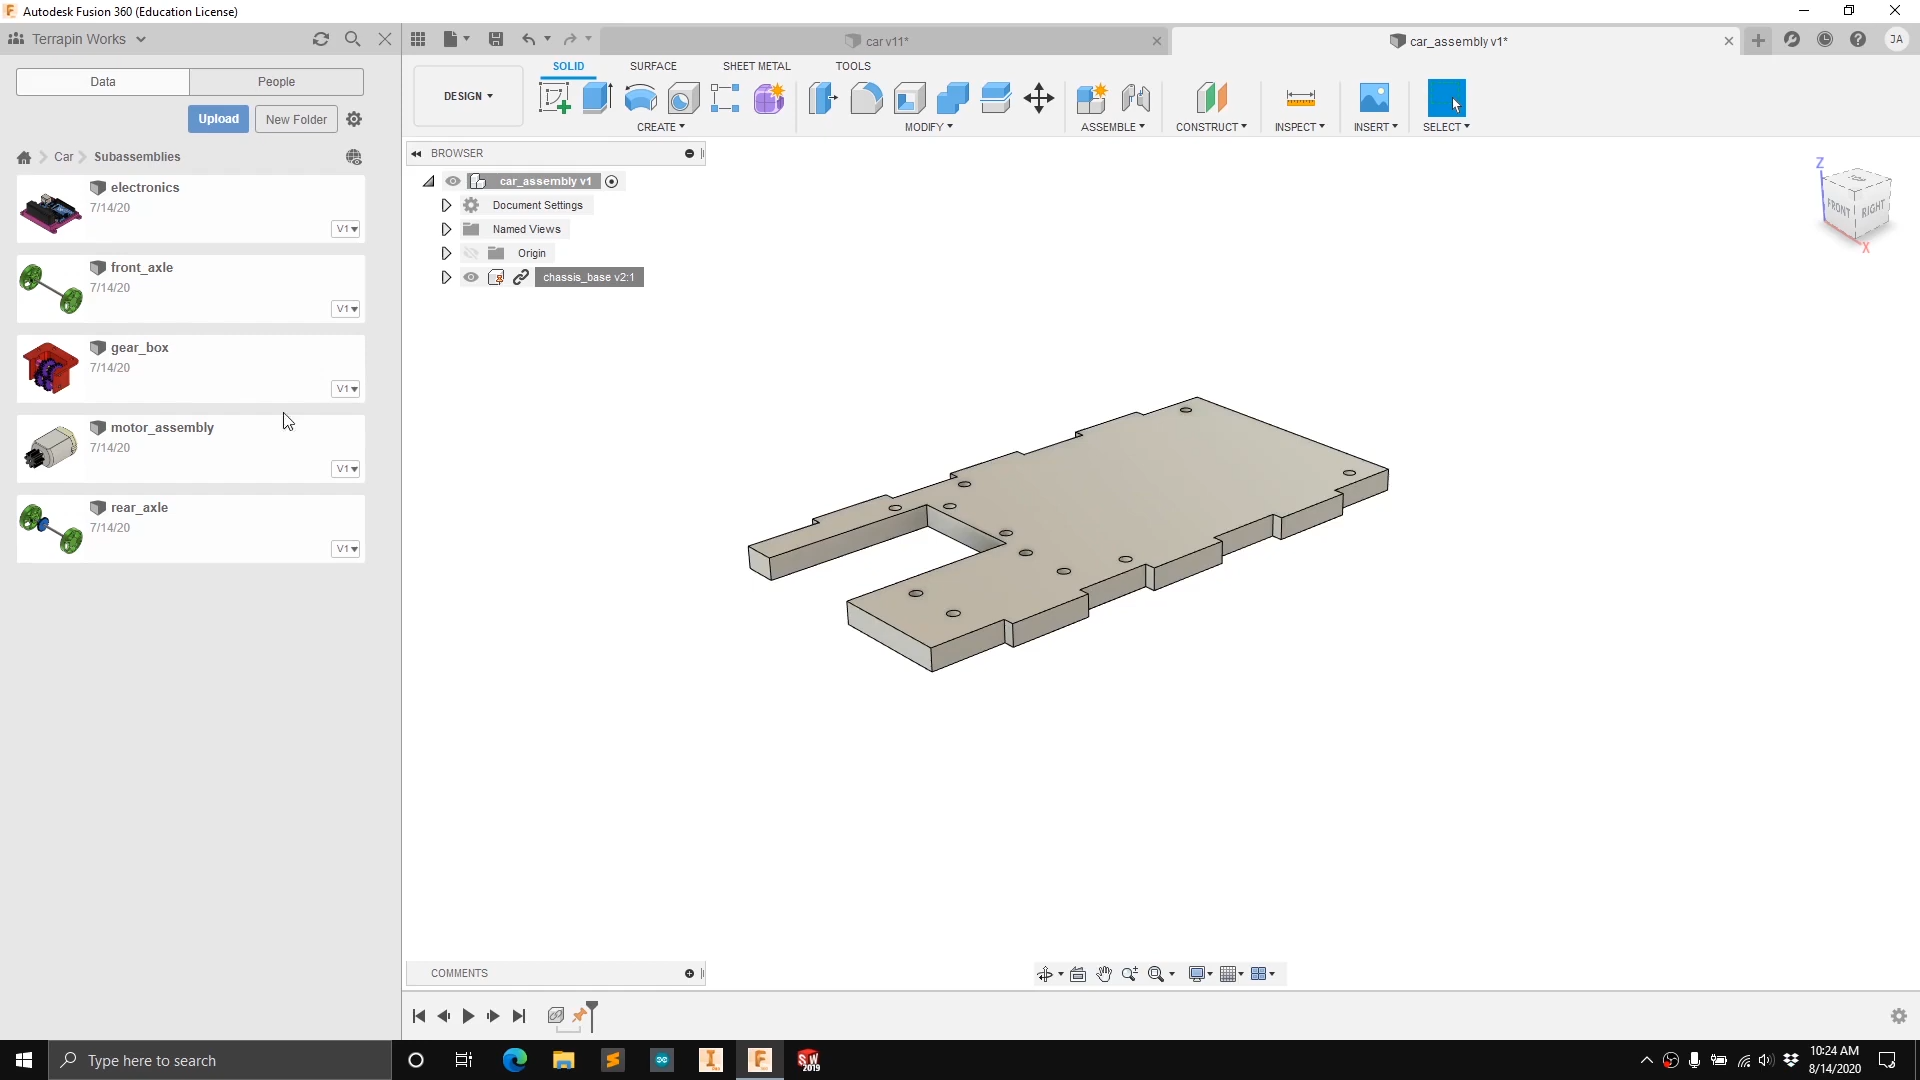 Autodesk Fusion 360 (Education License)
Terrapin Works
car v11*
car_assembly v1*
JA
Data
People
Upload
New Folder
Car
Subassemblies
electronics
7/14/20
V1
front_axle
7/14/20
V1
gear_box
7/14/20
V1
motor_assembly
7/14/20
V1
rear_axle
7/14/20
V1
DESIGN
SOLID
SURFACE
SHEET METAL
TOOLS
CREATE
MODIFY
ASSEMBLE
CONSTRUCT
INSPECT
INSERT
SELECT
BROWSER
car_assembly v1
Document Settings
Named Views
Origin
chassis_base v2:1
Z
TOP
FRONT
RIGHT
X
COMMENTS
Type here to search
I
F
SW
2019
10:24 AM
8/14/2020